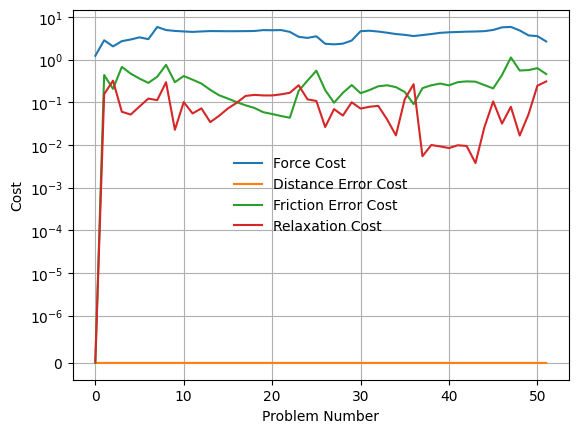 10^1
10^0
10^-1
10^-2
10^-3
10^-4
10^-5
10^-6
0
Cost
Force Cost
Distance Error Cost
Friction Error Cost
Relaxation Cost
0 10 20 30 40 50
Problem Number